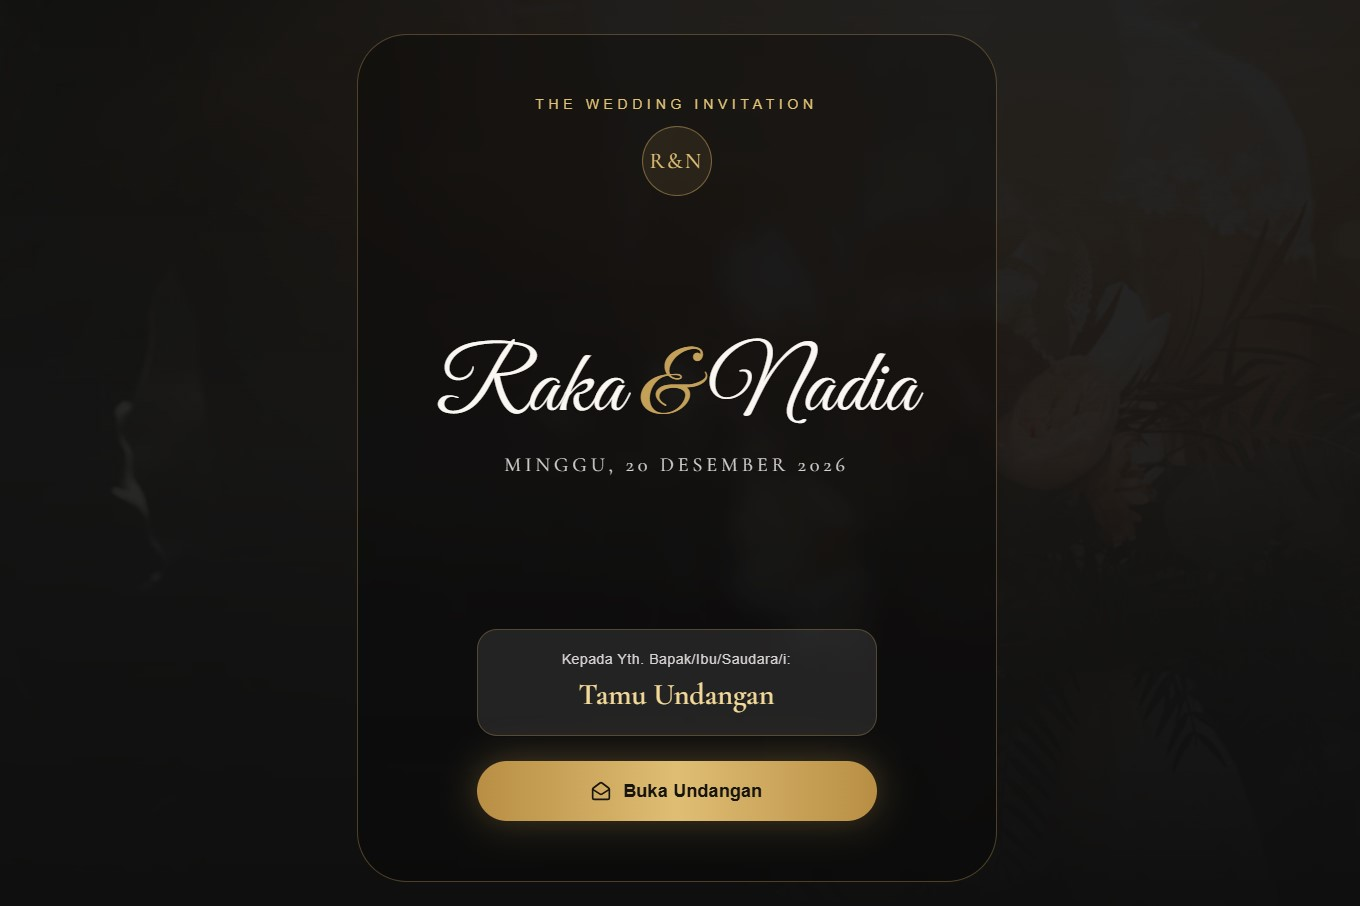 THE WEDDING INVITATION
R&N
Raka & Nadia
MINGGU, 20 DESEMBER 2026
Kepada Yth. Bapak/Ibu/Saudara/i:
Tamu Undangan
Buka Undangan